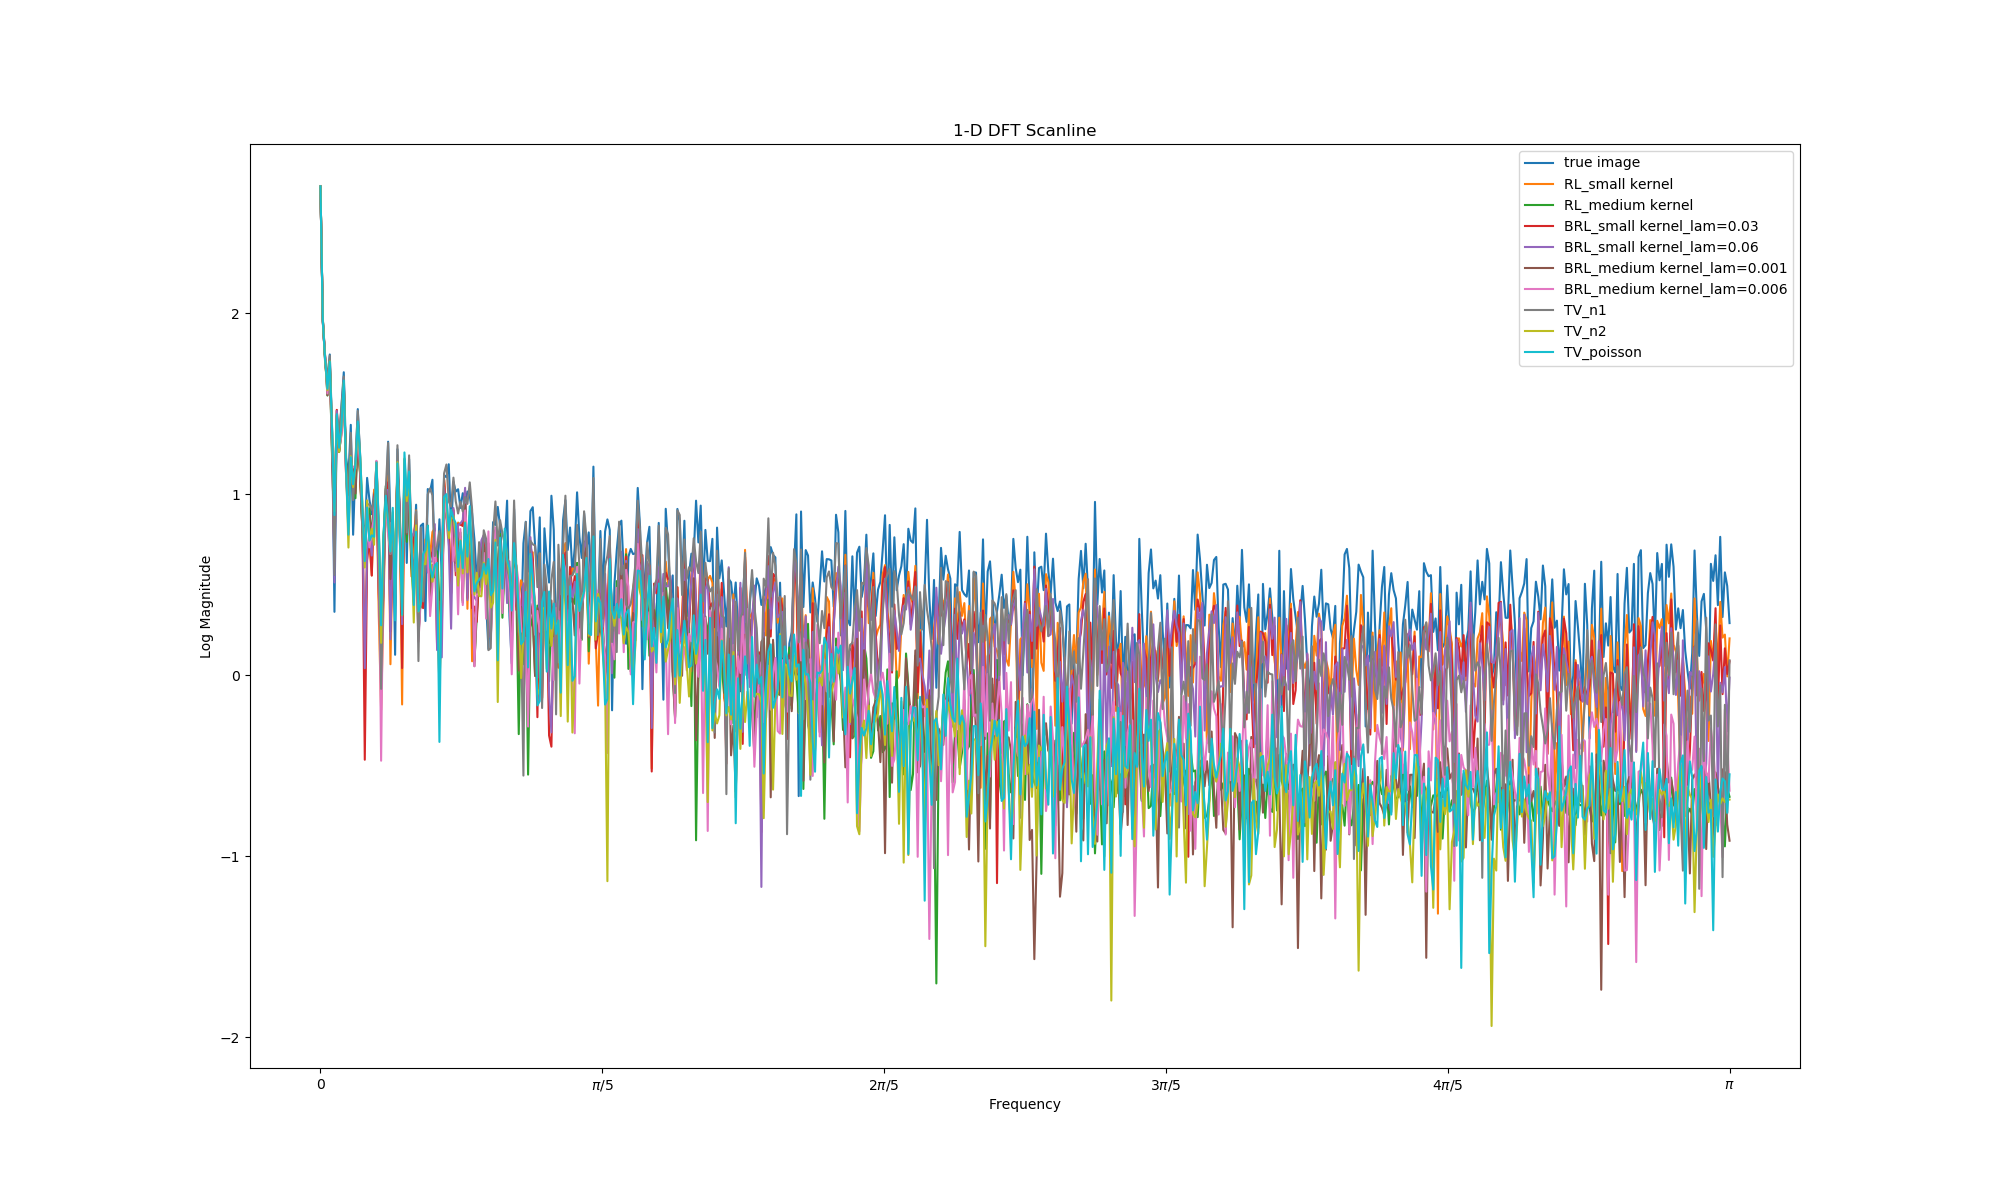 1-D DFT Scanline
true image
RL_small kernel
RL_medium kernel
BRL_small kernel_lam=0.03
BRL_small kernel_lam=0.06
BRL_medium kernel_lam=0.001
BRL_medium kernel_lam=0.006
TV_n1
TV_n2
TV_poisson
Log Magnitude
2
1
0
−1
−2
0 π/5 2π/5 3π/5 4π/5 π
Frequency